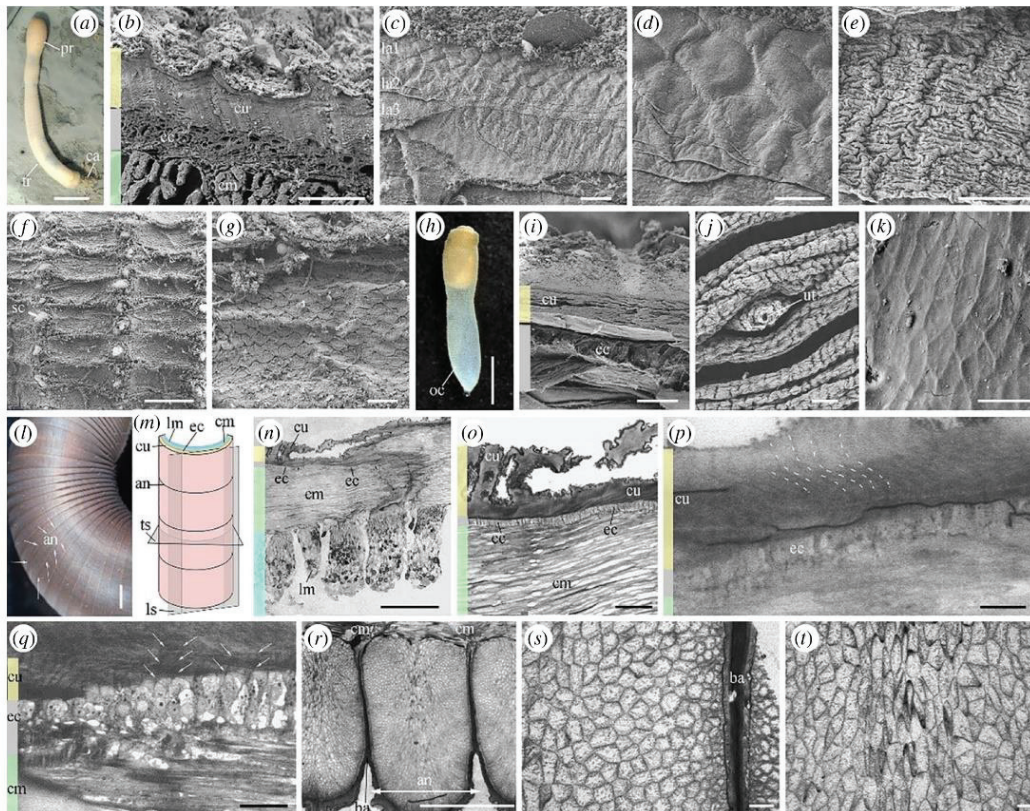 (a)
pr
tr
ca
(b)
cu
ec
cm
(c)
la1
la2
la3
(d)
(e)
(f)
sc
(g)
(h)
oc
(i)
cu
ec
(j)
ut
(k)
(l)
an
(m)
lm
ec
cm
cu
an
ts
ls
(n)
cu
ec
ec
cm
lm
(o)
cu
cu
ec
ec
cm
(p)
cu
ec
(q)
cu
ec
cm
(r)
cm
cm
an
ba
(s)
ba
(t)